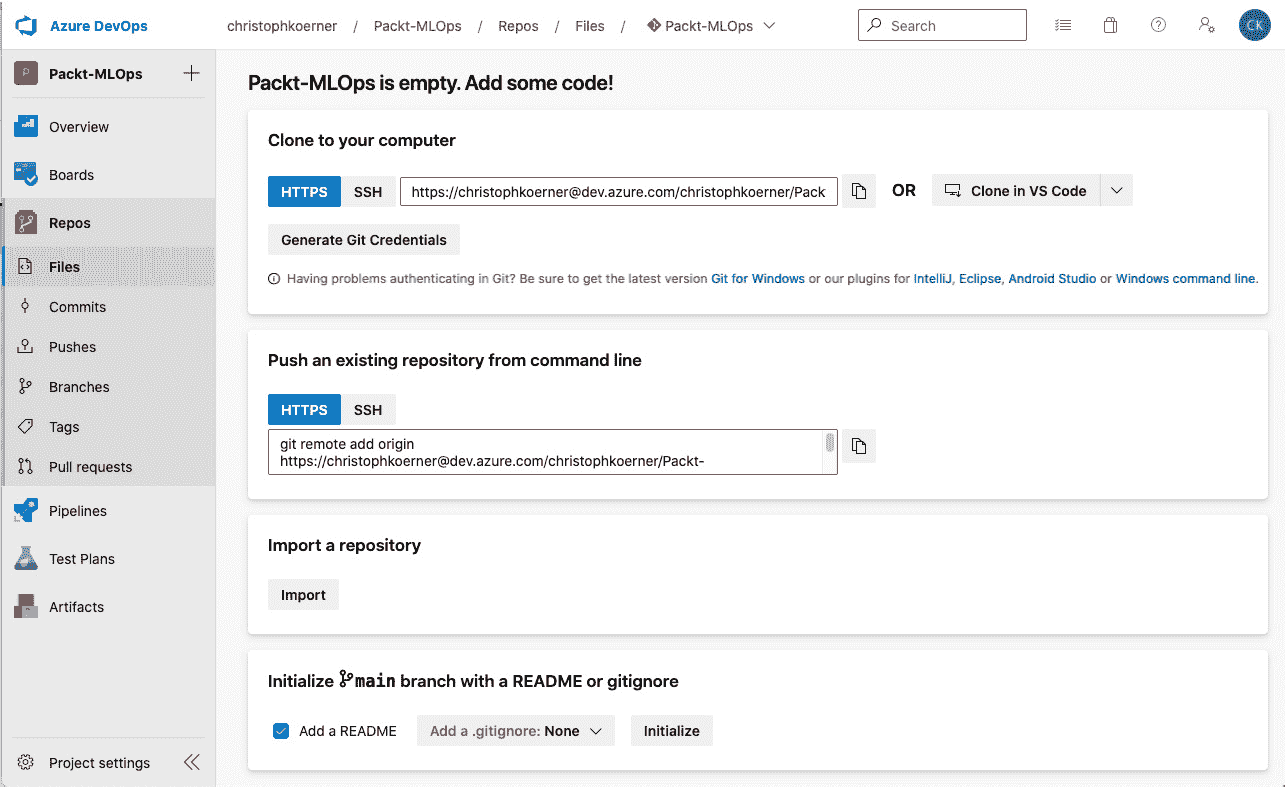 Azure DevOps
christophkoerner / Packt-MLOps / Repos / Files / Packt-MLOps
Search
CK
P Packt-MLOps
Overview
Boards
Repos
Files
Commits
Pushes
Branches
Tags
Pull requests
Pipelines
Test Plans
Artifacts
Project settings
Packt-MLOps is empty. Add some code!
Clone to your computer
HTTPS SSH https://christophkoerner@dev.azure.com/christophkoerner/Pack OR Clone in VS Code
Generate Git Credentials
Having problems authenticating in Git? Be sure to get the latest version Git for Windows or our plugins for IntelliJ, Eclipse, Android Studio or Windows command line.
Push an existing repository from command line
HTTPS SSH
git remote add origin
https://christophkoerner@dev.azure.com/christophkoerner/Packt-
Import a repository
Import
Initialize main branch with a README or gitignore
Add a README Add a .gitignore: None Initialize